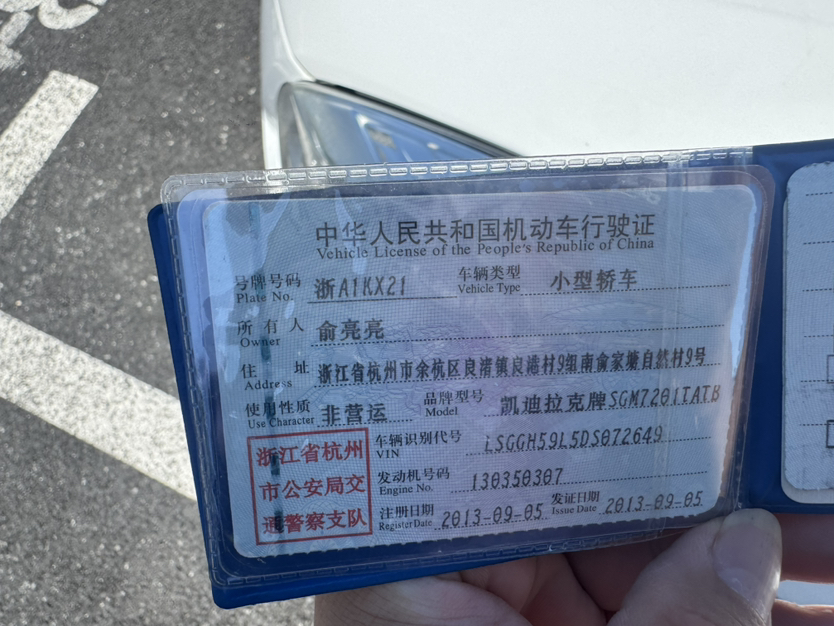 中华人民共和国机动车行驶证
Vehicle License of the People's Republic of China
号牌号码 浙A1KX21 车辆类型 小型轿车
Plate No. Vehicle Type
所有人 俞亮亮
Owner
住址 浙江省杭州市余杭区良渚镇良港村9组南俞家塘自然村9号
Address
使用性质 非营运 品牌型号 凯迪拉克牌SGM7201TATB
Use Character Model
车辆识别代号 LSGGH59L5DS072649
VIN
发动机号码 130350307
Engine No.
注册日期 2013-09-05 发证日期 2013-09-05
Register Date Issue Date
浙江省杭州
市公安局交
通警察支队